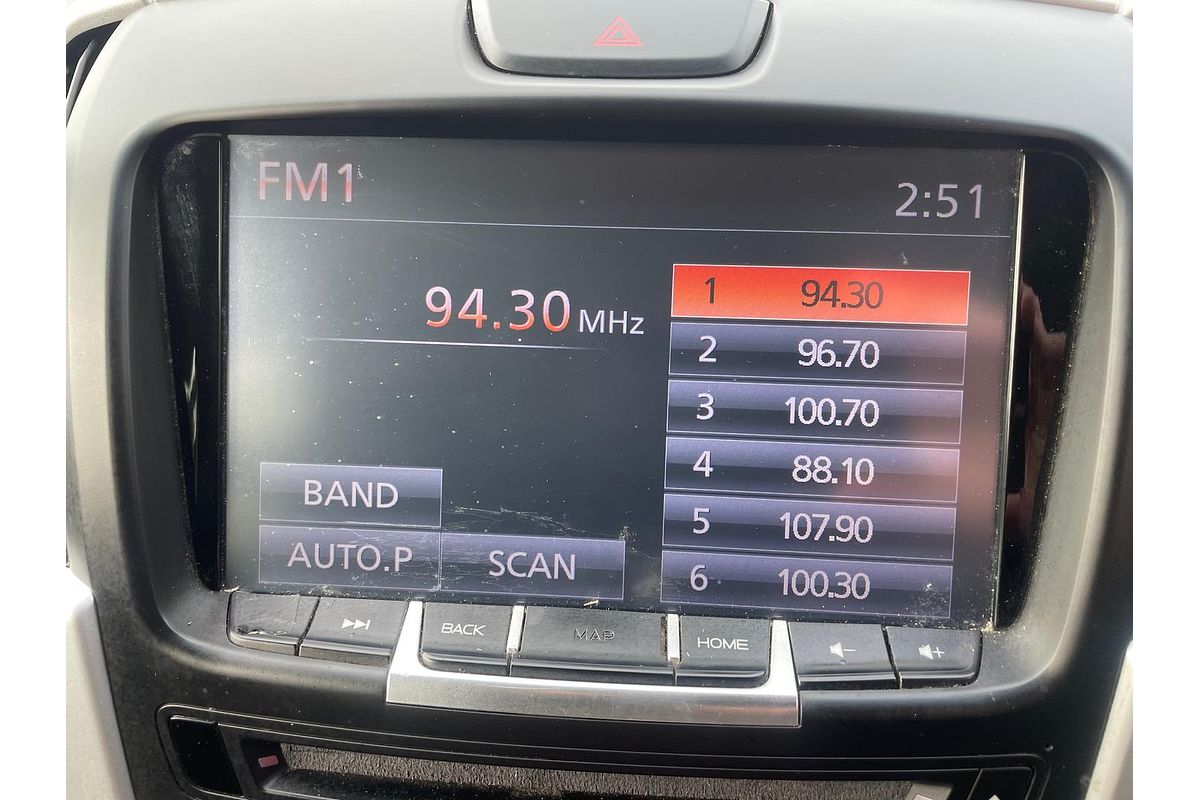 FM1
2:51
94.30 MHz
1 94.30
2 96.70
3 100.70
4 88.10
5 107.90
6 100.30
BAND
AUTO.P
SCAN
BACK
MAP
HOME